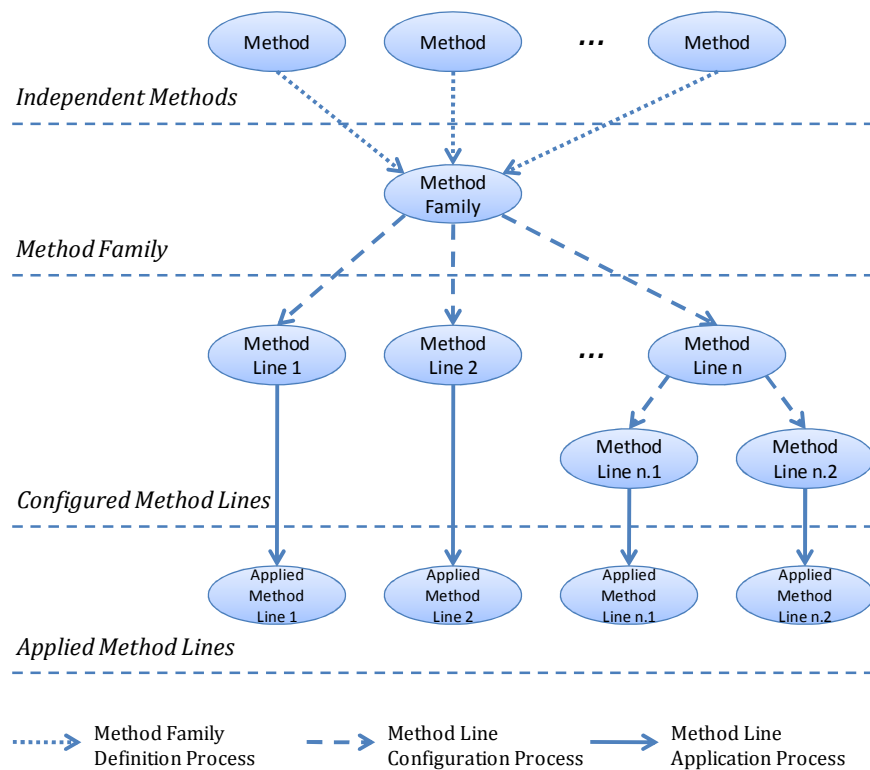 Method
Method
...
Method
Independent Methods
Method
Family
Method Family
Method
Line 1
Method
Line 2
...
Method
Line n
Method
Line n.1
Method
Line n.2
Configured Method Lines
Applied
Method
Line 1
Applied
Method
Line 2
Applied
Method
Line n.1
Applied
Method
Line n.2
Applied Method Lines
Method Family
Definition Process
Method Line
Configuration Process
Method Line
Application Process